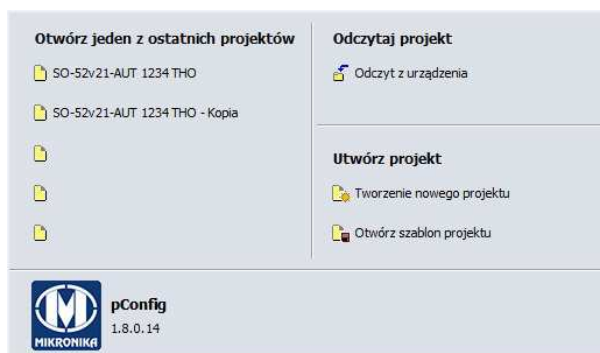 Otwórz jeden z ostatnich projektów
SO-52v21-AUT 1234 THO
SO-52v21-AUT 1234 THO - Kopia
Odczytaj projekt
Odczyt z urządzenia
Utwórz projekt
Tworzenie nowego projektu
Otwórz szablon projektu
MIKRONIKA
pConfig
1.8.0.14